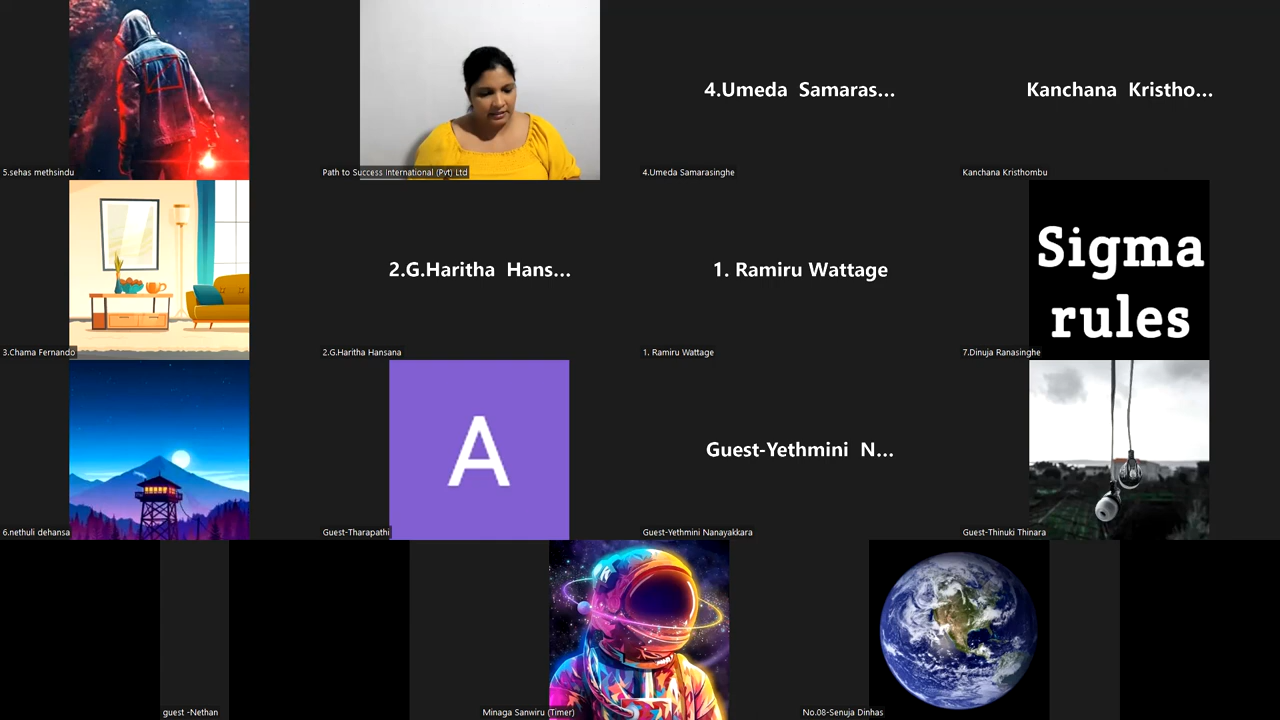 5.sehas methsindu
Path to Success International (Pvt) Ltd
4.Umeda Samaras...
4.Umeda Samarasinghe
Kanchana Kristho...
Kanchana Kristhombu
3.Chama Fernando
2.G.Haritha Hans...
2.G.Haritha Hansana
1. Ramiru Wattage
1. Ramiru Wattage
Sigma
rules
7.Dinuja Ranasinghe
6.nethuli dehansa
A
Guest-Tharapathi
Guest-Yethmini N...
Guest-Yethmini Nanayakkara
Guest-Thinuki Thinara
guest -Nethan
Minaga Sanwiru (Timer)
No.08-Senuja Dinhas